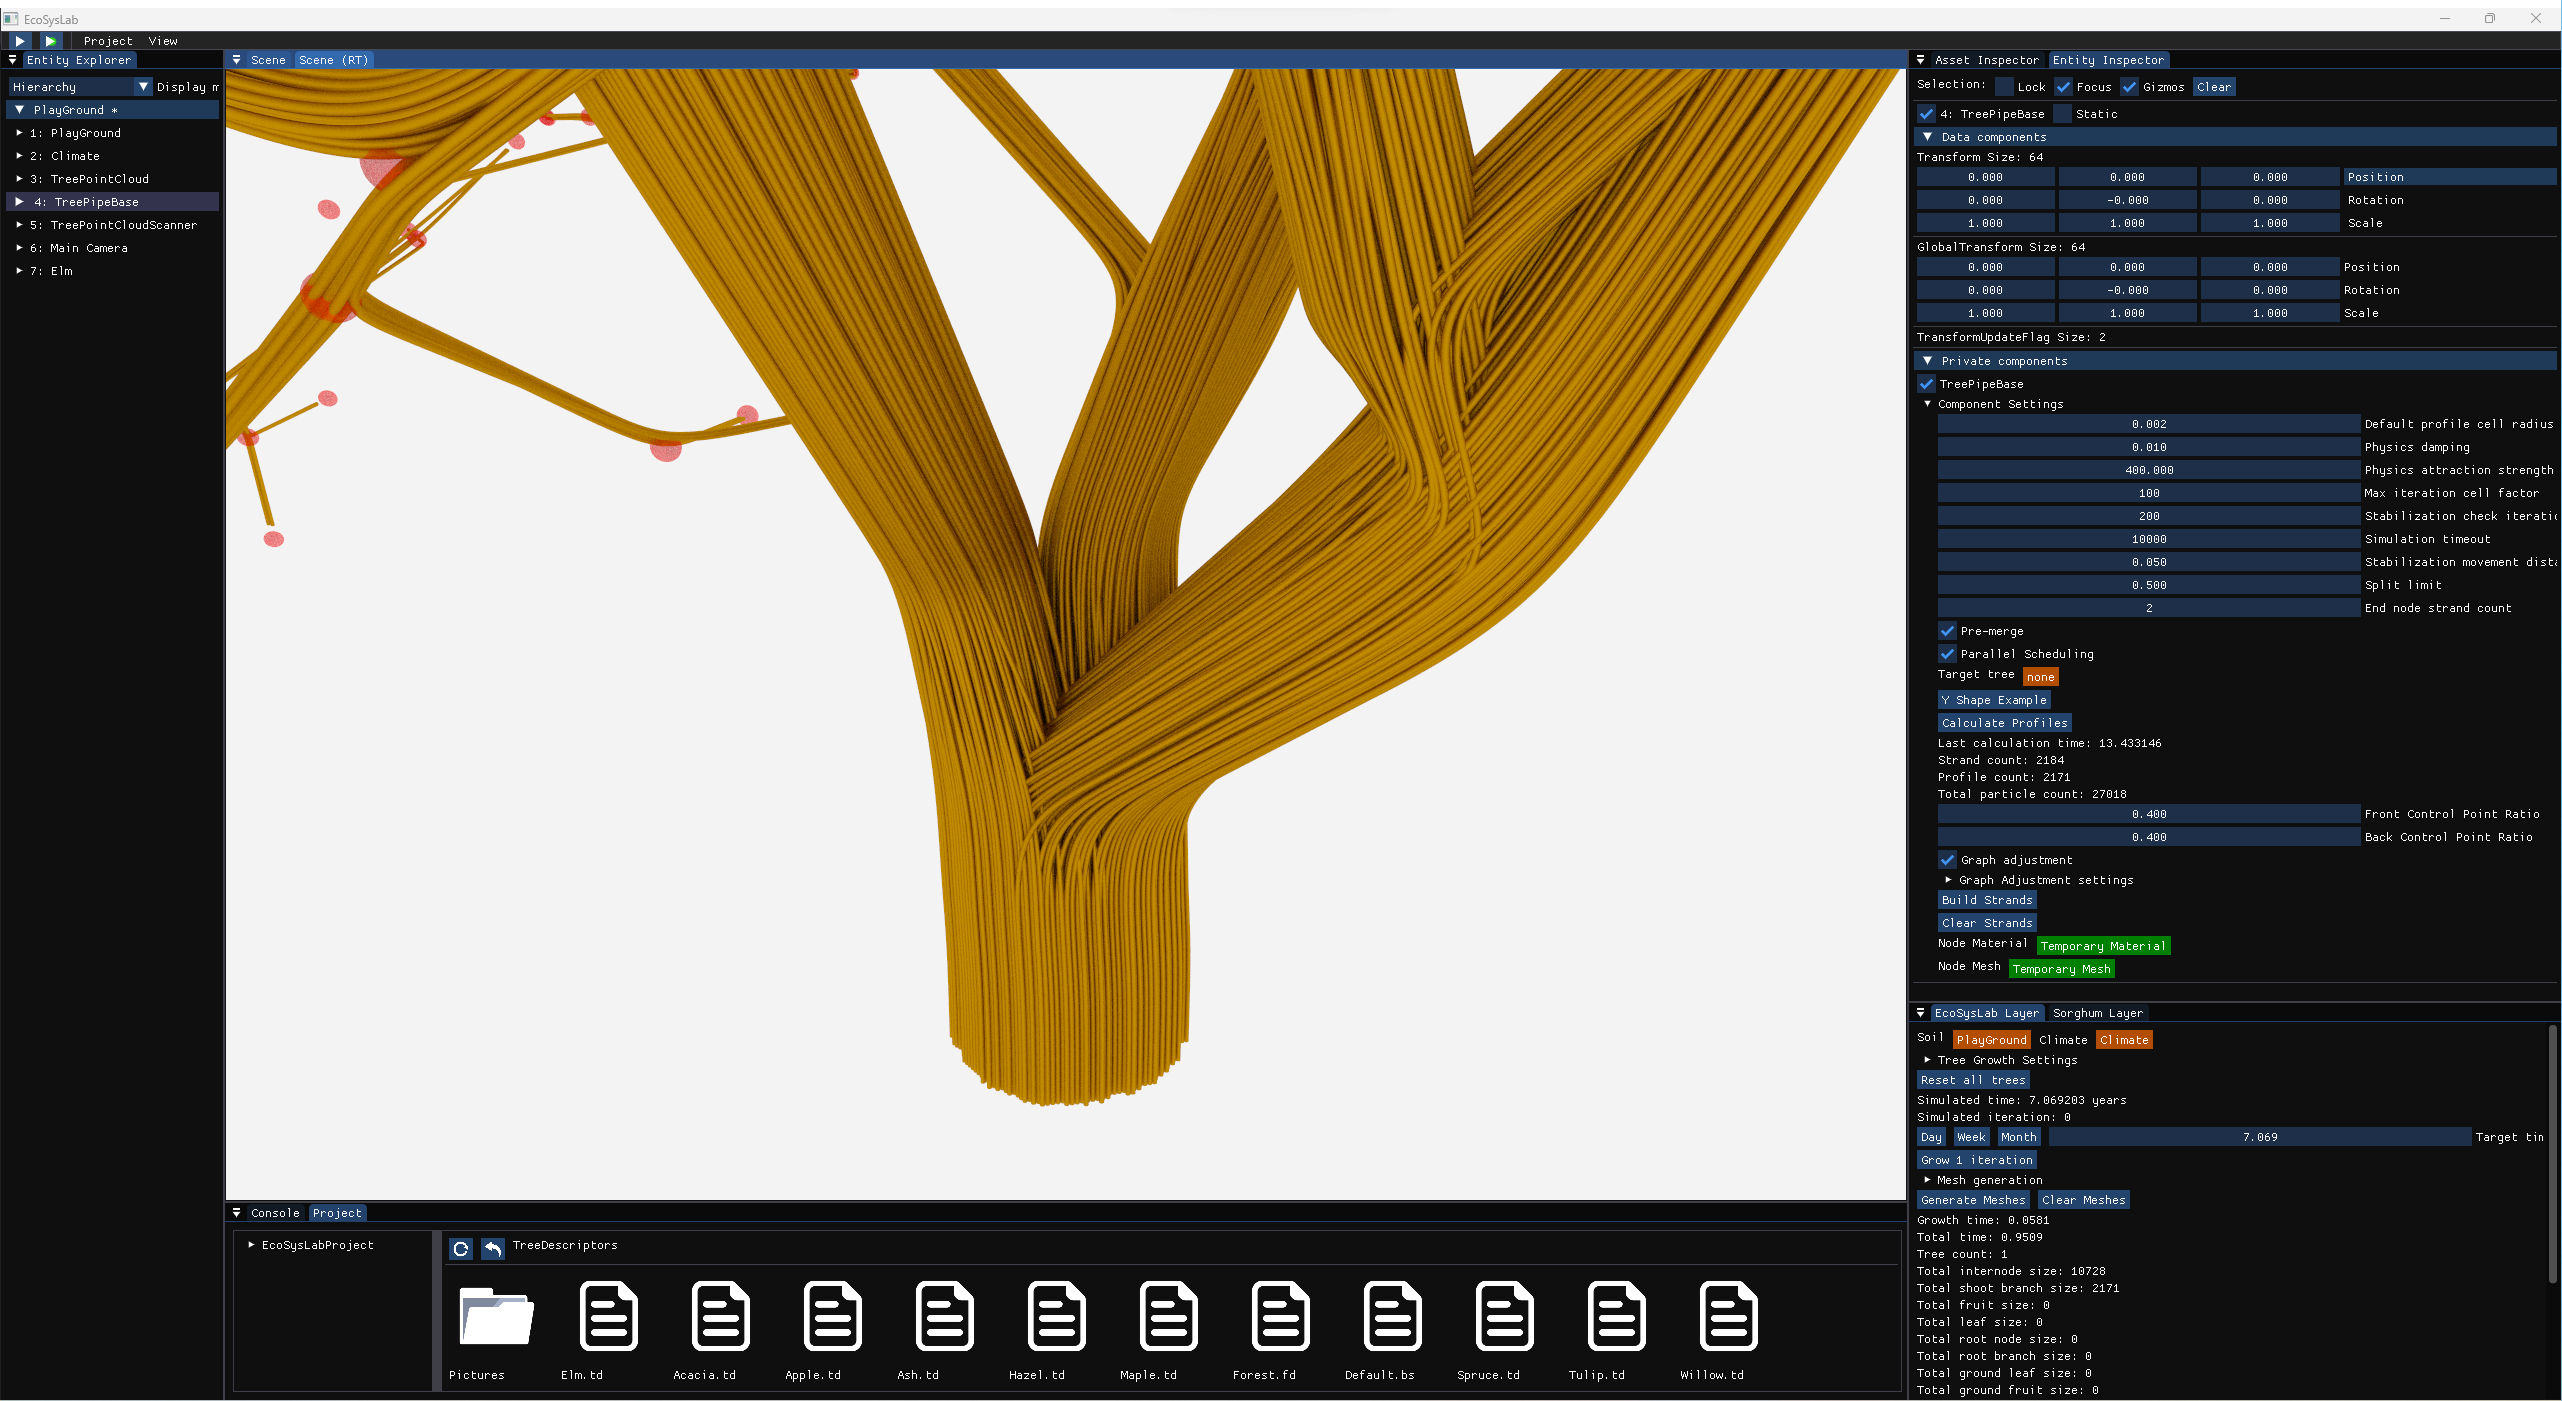 EcoSysLab
Project View
Entity Explorer
Hierarchy Display m
PlayGround *
1: PlayGround
2: Climate
3: TreePointCloud
4: TreePipeBase
5: TreePointCloudScanner
6: Main Camera
7: Elm
Scene Scene (RT)
Asset Inspector Entity Inspector
Selection: Lock Focus Gizmos Clear
4: TreePipeBase Static
Data components
Transform Size: 64
0.000 0.000 0.000 Position
0.000 -0.000 0.000 Rotation
1.000 1.000 1.000 Scale
GlobalTransform Size: 64
0.000 0.000 0.000 Position
0.000 -0.000 0.000 Rotation
1.000 1.000 1.000 Scale
TransformUpdateFlag Size: 2
Private components
TreePipeBase
Component Settings
0.002 Default profile cell radius
0.010 Physics damping
400.000 Physics attraction strength
100 Max iteration cell factor
200 Stabilization check iterati
10000 Simulation timeout
0.050 Stabilization movement dist
0.500 Split limit
2 End node strand count
Pre-merge
Parallel Scheduling
Target tree none
Y Shape Example
Calculate Profiles
Last calculation time: 13.433146
Strand count: 2184
Profile count: 2171
Total particle count: 27018
0.400 Front Control Point Ratio
0.400 Back Control Point Ratio
Graph adjustment
Graph Adjustment settings
Build Strands
Clear Strands
Node Material Temporary Material
Node Mesh Temporary Mesh
EcoSysLab Layer Sorghum Layer
Soil PlayGround Climate Climate
Tree Growth Settings
Reset all trees
Simulated time: 7.069203 years
Simulated iteration: 0
Day Week Month 7.069 Target tim
Grow 1 iteration
Mesh generation
Generate Meshes Clear Meshes
Growth time: 0.0581
Total time: 0.9509
Tree count: 1
Total internode size: 10728
Total shoot branch size: 2171
Total fruit size: 0
Total leaf size: 0
Total root node size: 0
Total root branch size: 0
Total ground leaf size: 0
Total ground fruit size: 0
Console Project
EcoSysLabProject
TreeDescriptors
Pictures Elm.td Acacia.td Apple.td Ash.td Hazel.td Maple.td Forest.fd Default.bs Spruce.td Tulip.td Willow.td